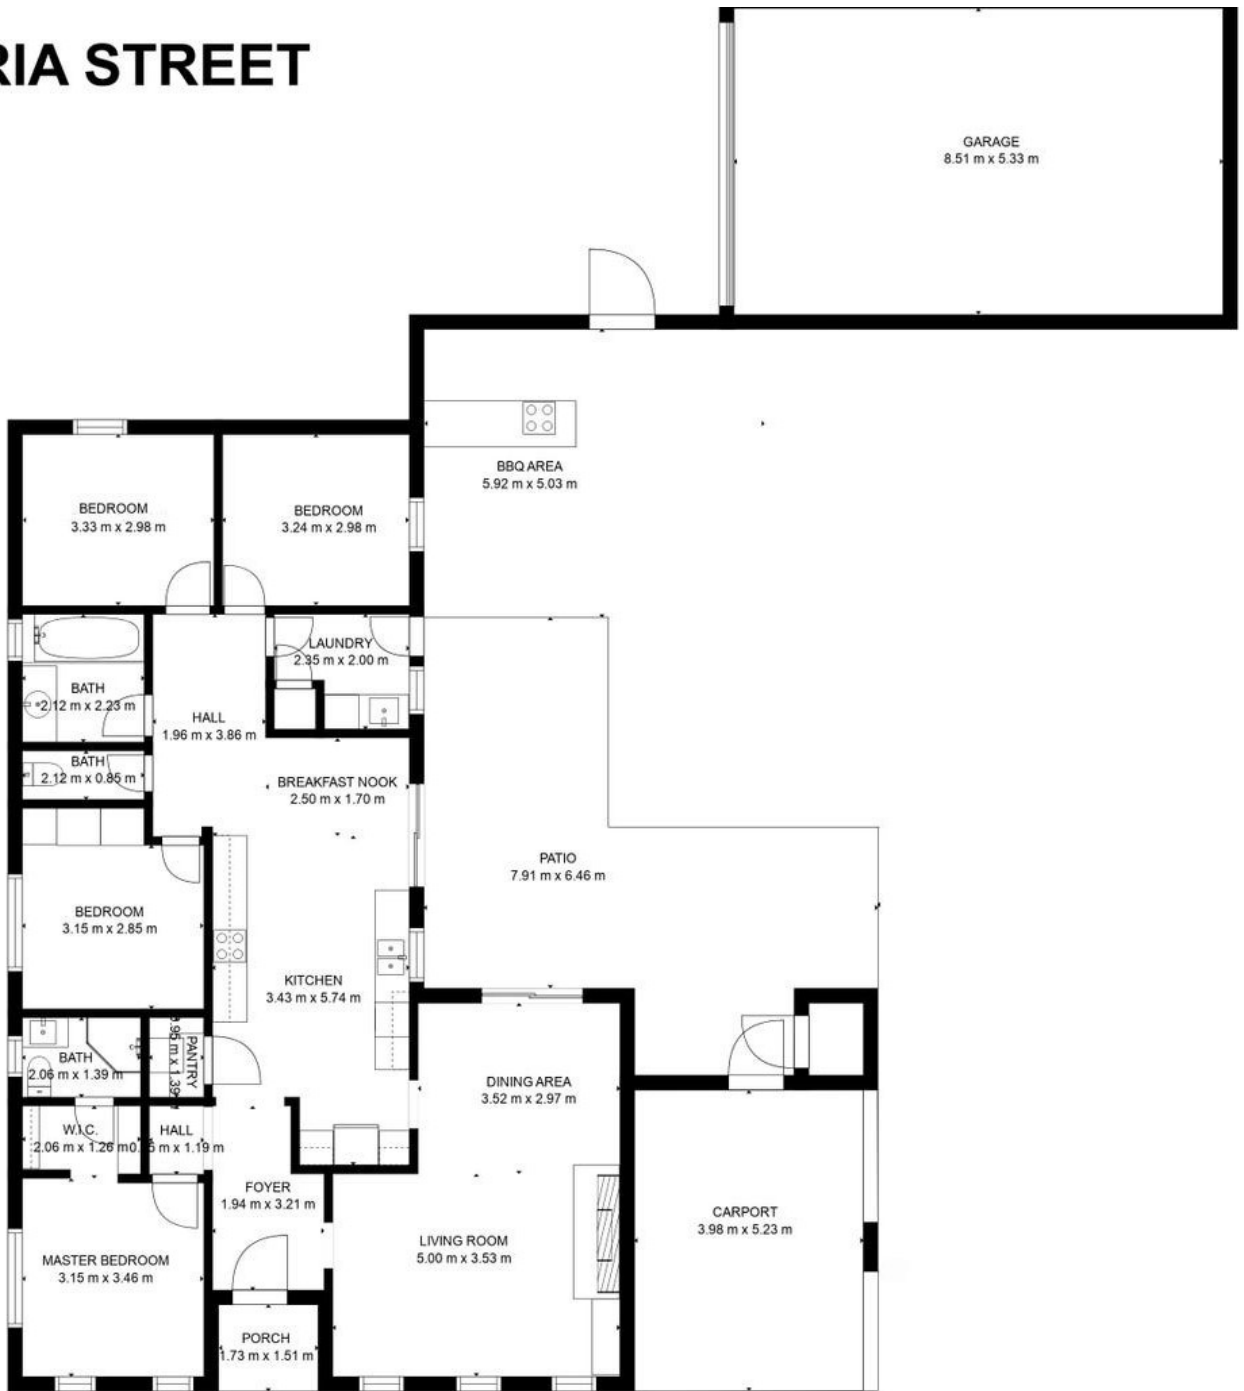 RIA STREET
GARAGE
8.51 m x 5.33 m
BBQ AREA
5.92 m x 5.03 m
BEDROOM
3.33 m x 2.98 m
BEDROOM
3.24 m x 2.98 m
LAUNDRY
2.35 m x 2.00 m
BATH
2.12 m x 2.23 m
HALL
1.96 m x 3.86 m
BATH
2.12 m x 0.85 m
BREAKFAST NOOK
2.50 m x 1.70 m
PATIO
7.91 m x 6.46 m
BEDROOM
3.15 m x 2.85 m
KITCHEN
3.43 m x 5.74 m
BATH
2.06 m x 1.39 m
PANTRY
m x 1.39
DINING AREA
3.52 m x 2.97 m
W.I.C.
2.06 m x 1.26 m
HALL
m x 1.19 m
FOYER
1.94 m x 3.21 m
CARPORT
3.98 m x 5.23 m
LIVING ROOM
5.00 m x 3.53 m
MASTER BEDROOM
3.15 m x 3.46 m
PORCH
1.73 m x 1.51 m